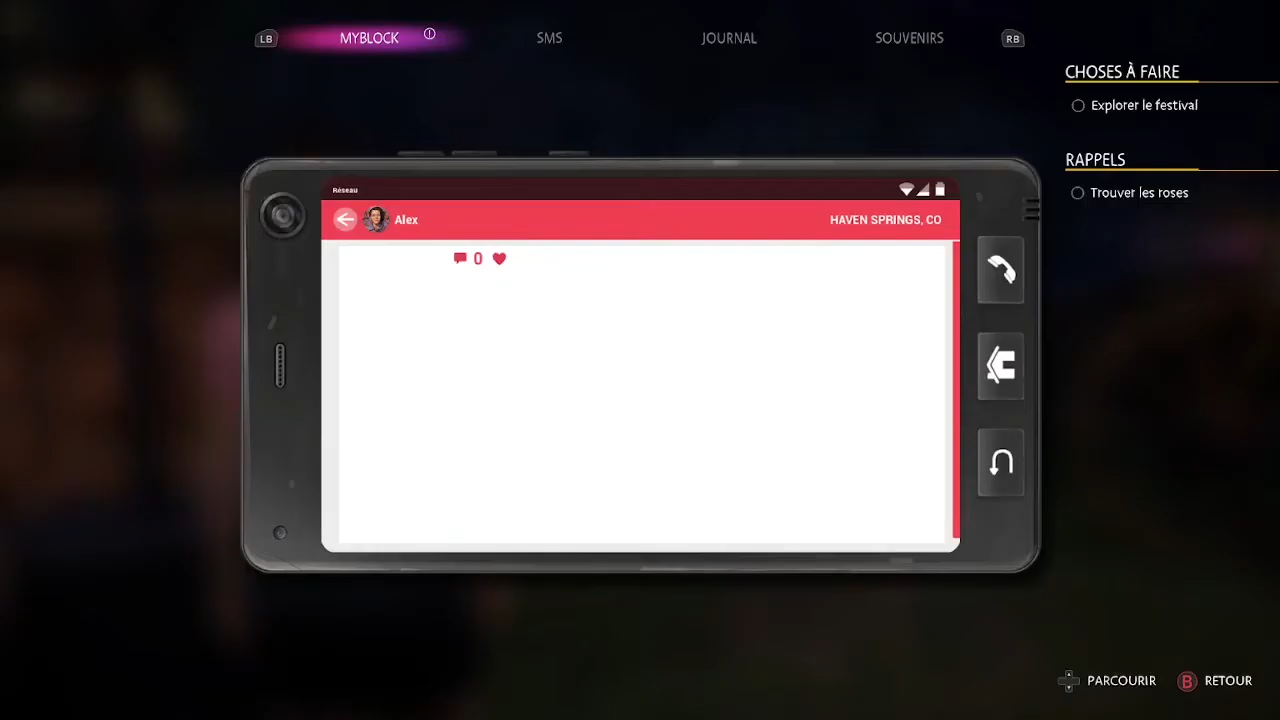 LB
MYBLOCK
SMS
JOURNAL
SOUVENIRS
RB
CHOSES À FAIRE
Explorer le festival
RAPPELS
Trouver les roses
Réseau
Alex
HAVEN SPRINGS, CO
0
PARCOURIR
B
RETOUR